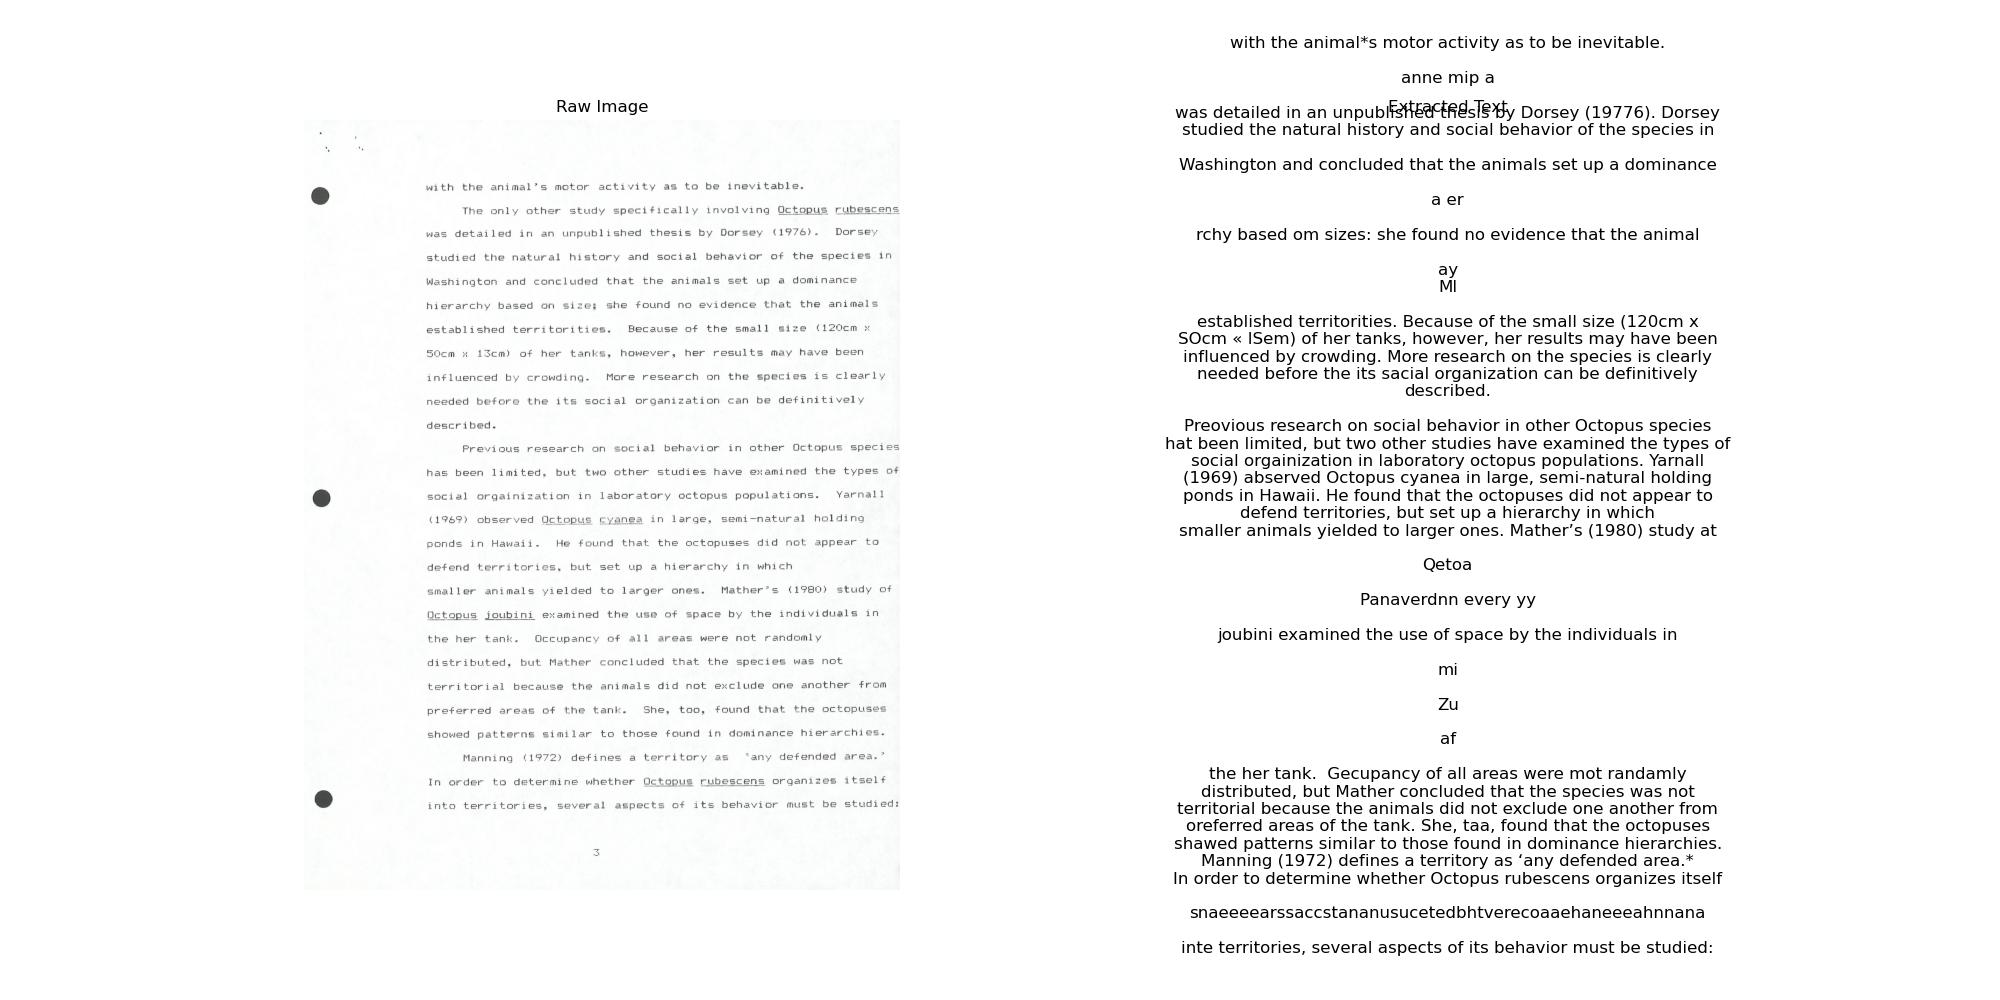 Raw Image
with the animal's motor activity as to be inevitable.
The only other study specifically involving Octopus rubescens
was detailed in an unpublished thesis by Dorsey (1976). Dorsey
studied the natural history and social behavior of the species in
Washington and concluded that the animals set up a dominance
hierarchy based on size; she found no evidence that the animals
established territorities. Because of the small size (120cm x
50cm x 13cm) of her tanks, however, her results may have been
influenced by crowding. More research on the species is clearly
needed before the its social organization can be definitively
described.
Previous research on social behavior in other Octopus species
has been limited, but two other studies have examined the types of
social orgainization in laboratory octopus populations. Yarnall
(1969) observed Octopus cyanea in large, semi-natural holding
ponds in Hawaii. He found that the octopuses did not appear to
defend territories, but set up a hierarchy in which
smaller animals yielded to larger ones. Mather's (1980) study of
Octopus joubini examined the use of space by the individuals in
the her tank. Occupancy of all areas were not randomly
distributed, but Mather concluded that the species was not
territorial because the animals did not exclude one another from
preferred areas of the tank. She, too, found that the octopuses
showed patterns similar to those found in dominance hierarchies.
Manning (1972) defines a territory as 'any defended area.'
In order to determine whether Octopus rubescens organizes itself
into territories, several aspects of its behavior must be studied:
3
with the animal*s motor activity as to be inevitable.
anne mip a
Extracted Text
was detailed in an unpublished thesis by Dorsey (19776). Dorsey
studied the natural history and social behavior of the species in
Washington and concluded that the animals set up a dominance
a er
rchy based om sizes: she found no evidence that the animal
ay
MI
established territorities. Because of the small size (120cm x
SOcm « ISem) of her tanks, however, her results may have been
influenced by crowding. More research on the species is clearly
needed before the its sacial organization can be definitively
described.
Preovious research on social behavior in other Octopus species
hat been limited, but two other studies have examined the types of
social orgainization in laboratory octopus populations. Yarnall
(1969) abserved Octopus cyanea in large, semi-natural holding
ponds in Hawaii. He found that the octopuses did not appear to
defend territories, but set up a hierarchy in which
smaller animals yielded to larger ones. Mather’s (1980) study at
Qetoa
Panaverdnn every yy
joubini examined the use of space by the individuals in
mi
Zu
af
the her tank.  Gecupancy of all areas were mot randamly
distributed, but Mather concluded that the species was not
territorial because the animals did not exclude one another from
oreferred areas of the tank. She, taa, found that the octopuses
shawed patterns similar to those found in dominance hierarchies.
Manning (1972) defines a territory as ‘any defended area.*
In order to determine whether Octopus rubescens organizes itself
snaeeeearssaccstananusucetedbhtverecoaaehaneeeahnnana
inte territories, several aspects of its behavior must be studied: